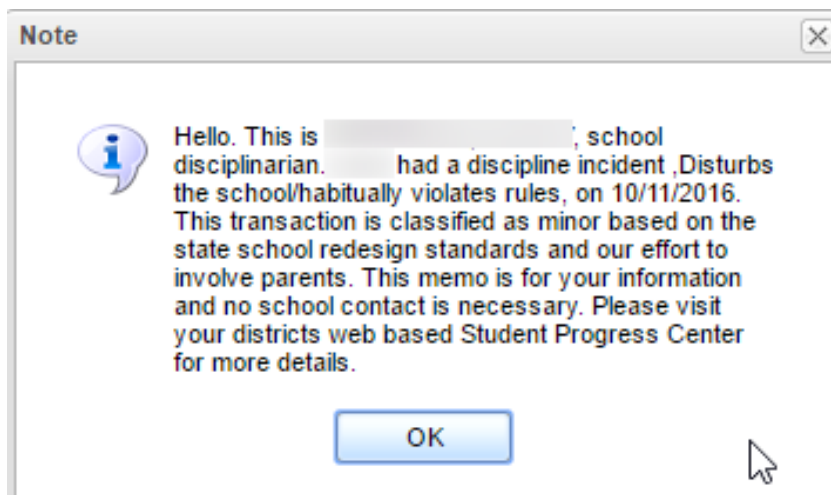 Note
Hello. This is , school
disciplinarian. had a discipline incident ,Disturbs
the school/habitually violates rules, on 10/11/2016.
This transaction is classified as minor based on the
state school redesign standards and our effort to
involve parents. This memo is for your information
and no school contact is necessary. Please visit
your districts web based Student Progress Center
for more details.
OK